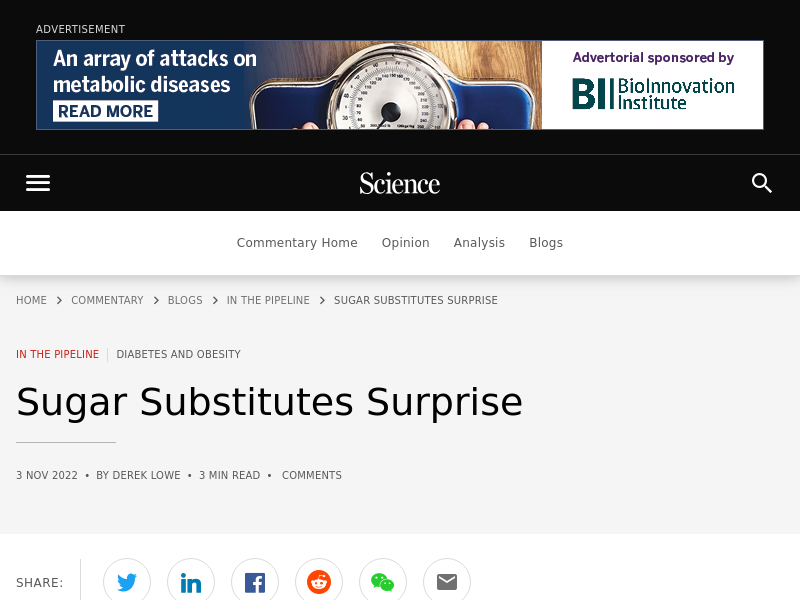 ADVERTISEMENT
An array of attacks on
metabolic diseases
READ MORE
Advertorial sponsored by
BII BioInnovation
Institute
Science
Commentary Home Opinion Analysis Blogs
HOME COMMENTARY BLOGS IN THE PIPELINE SUGAR SUBSTITUTES SURPRISE
IN THE PIPELINE DIABETES AND OBESITY
Sugar Substitutes Surprise
3 NOV 2022 • BY DEREK LOWE • 3 MIN READ • COMMENTS
SHARE: